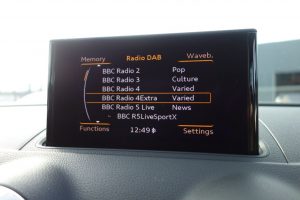 Memory Radio DAB Waveb.
BBC Radio 2 Pop
BBC Radio 3 Culture
BBC Radio 4 Varied
BBC Radio 4Extra Varied
BBC Radio 5 Live News
~ BBC R5LiveSportX
Functions 12:49 Settings